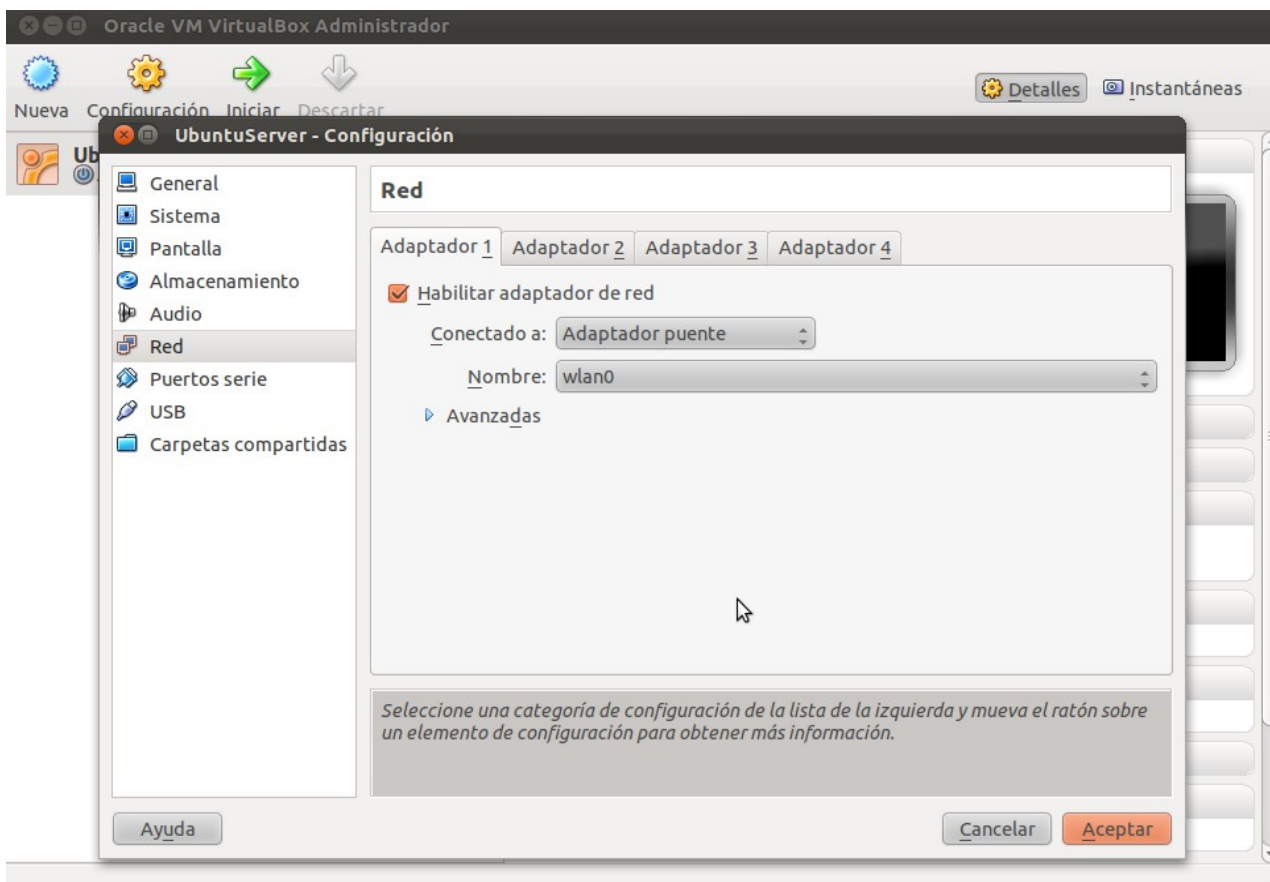 Oracle VM VirtualBox Administrador
Nueva Configuración Iniciar Descartar
Detalles Instantáneas
Ub
UbuntuServer - Configuración
General
Sistema
Pantalla
Almacenamiento
Audio
Red
Puertos serie
USB
Carpetas compartidas
Red
Adaptador 1 Adaptador 2 Adaptador 3 Adaptador 4
Habilitar adaptador de red
Conectado a: Adaptador puente
Nombre: wlan0
Avanzadas
Seleccione una categoría de configuración de la lista de la izquierda y mueva el ratón sobre
un elemento de configuración para obtener más información.
Ayuda Cancelar Aceptar